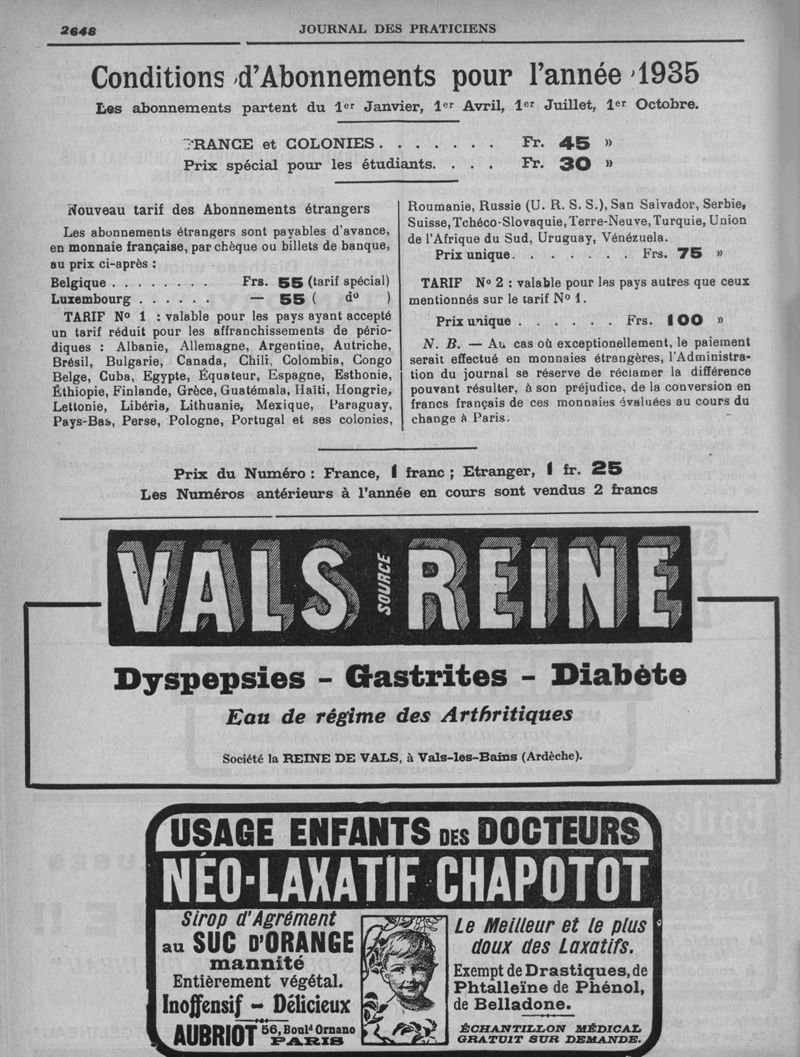 2648
JOURNAL DES PRATICIENS
Conditions d'Abonnements pour l'année 1935
Les abonnements partent du 1er Janvier, 1er Avril, 1er Juillet, 1er Octobre.
FRANCE et COLONIES. . . . . . . Fr. 45 »
Prix spécial pour les étudiants. . . . Fr. 30 »
Nouveau tarif des Abonnements étrangers
Les abonnements étrangers sont payables d'avance,
en monnaie française, par chèque ou billets de banque,
au prix ci-après :
Belgique . . . . . . . . Frs. 55 (tarif spécial)
Luxembourg . . . . . . — 55 ( do )
TARIF No 1 : valable pour les pays ayant accepté
un tarif réduit pour les affranchissements de pério-
diques : Albanie, Allemagne, Argentine, Autriche,
Brésil, Bulgarie, Canada, Chili, Colombia, Congo
Belge, Cuba, Egypte, Équateur, Espagne, Esthonie,
Éthiopie, Finlande, Grèce, Guatémala, Haïti, Hongrie,
Lettonie, Libéria, Lithuanie, Mexique, Paraguay,
Pays-Bas, Perse, Pologne, Portugal et ses colonies,
Roumanie, Russie (U. R. S. S.), San Salvador, Serbie,
Suisse, Tchéco-Slovaquie, Terre-Neuve, Turquie, Union
de l'Afrique du Sud, Uruguay, Vénézuela.
Prix unique. . . . . . . . Frs. 75 »
TARIF No 2 : valable pour les pays autres que ceux
mentionnés sur le tarif No 1.
Prix unique . . . . . . Frs. 100 »
N. B. — Au cas où exceptionellement, le paiement
serait effectué en monnaies étrangères, l'Administra-
tion du journal se réserve de réclamer la différence
pouvant résulter, à son préjudice, de la conversion en
francs français de ces monnaies évaluées au cours du
change à Paris.
Prix du Numéro : France, 1 franc ; Etranger, 1 fr. 25
Les Numéros antérieurs à l'année en cours sont vendus 2 francs
VALS SOURCE REINE
Dyspepsies - Gastrites - Diabète
Eau de régime des Arthritiques
Société la REINE DE VALS, à Vals-les-Bains (Ardèche).
USAGE ENFANTS DES DOCTEURS
NÉO-LAXATIF CHAPOTOT
Sirop d'Agrément
au SUC D'ORANGE
mannité
Entièrement végétal.
Inoffensif - Délicieux
AUBRIOT 56, Bould Ornano
PARIS
Le Meilleur et le plus
doux des Laxatifs.
Exempt de Drastiques, de
Phtalleïne de Phénol,
de Belladone.
ÉCHANTILLON MÉDICAL
GRATUIT SUR DEMANDE.